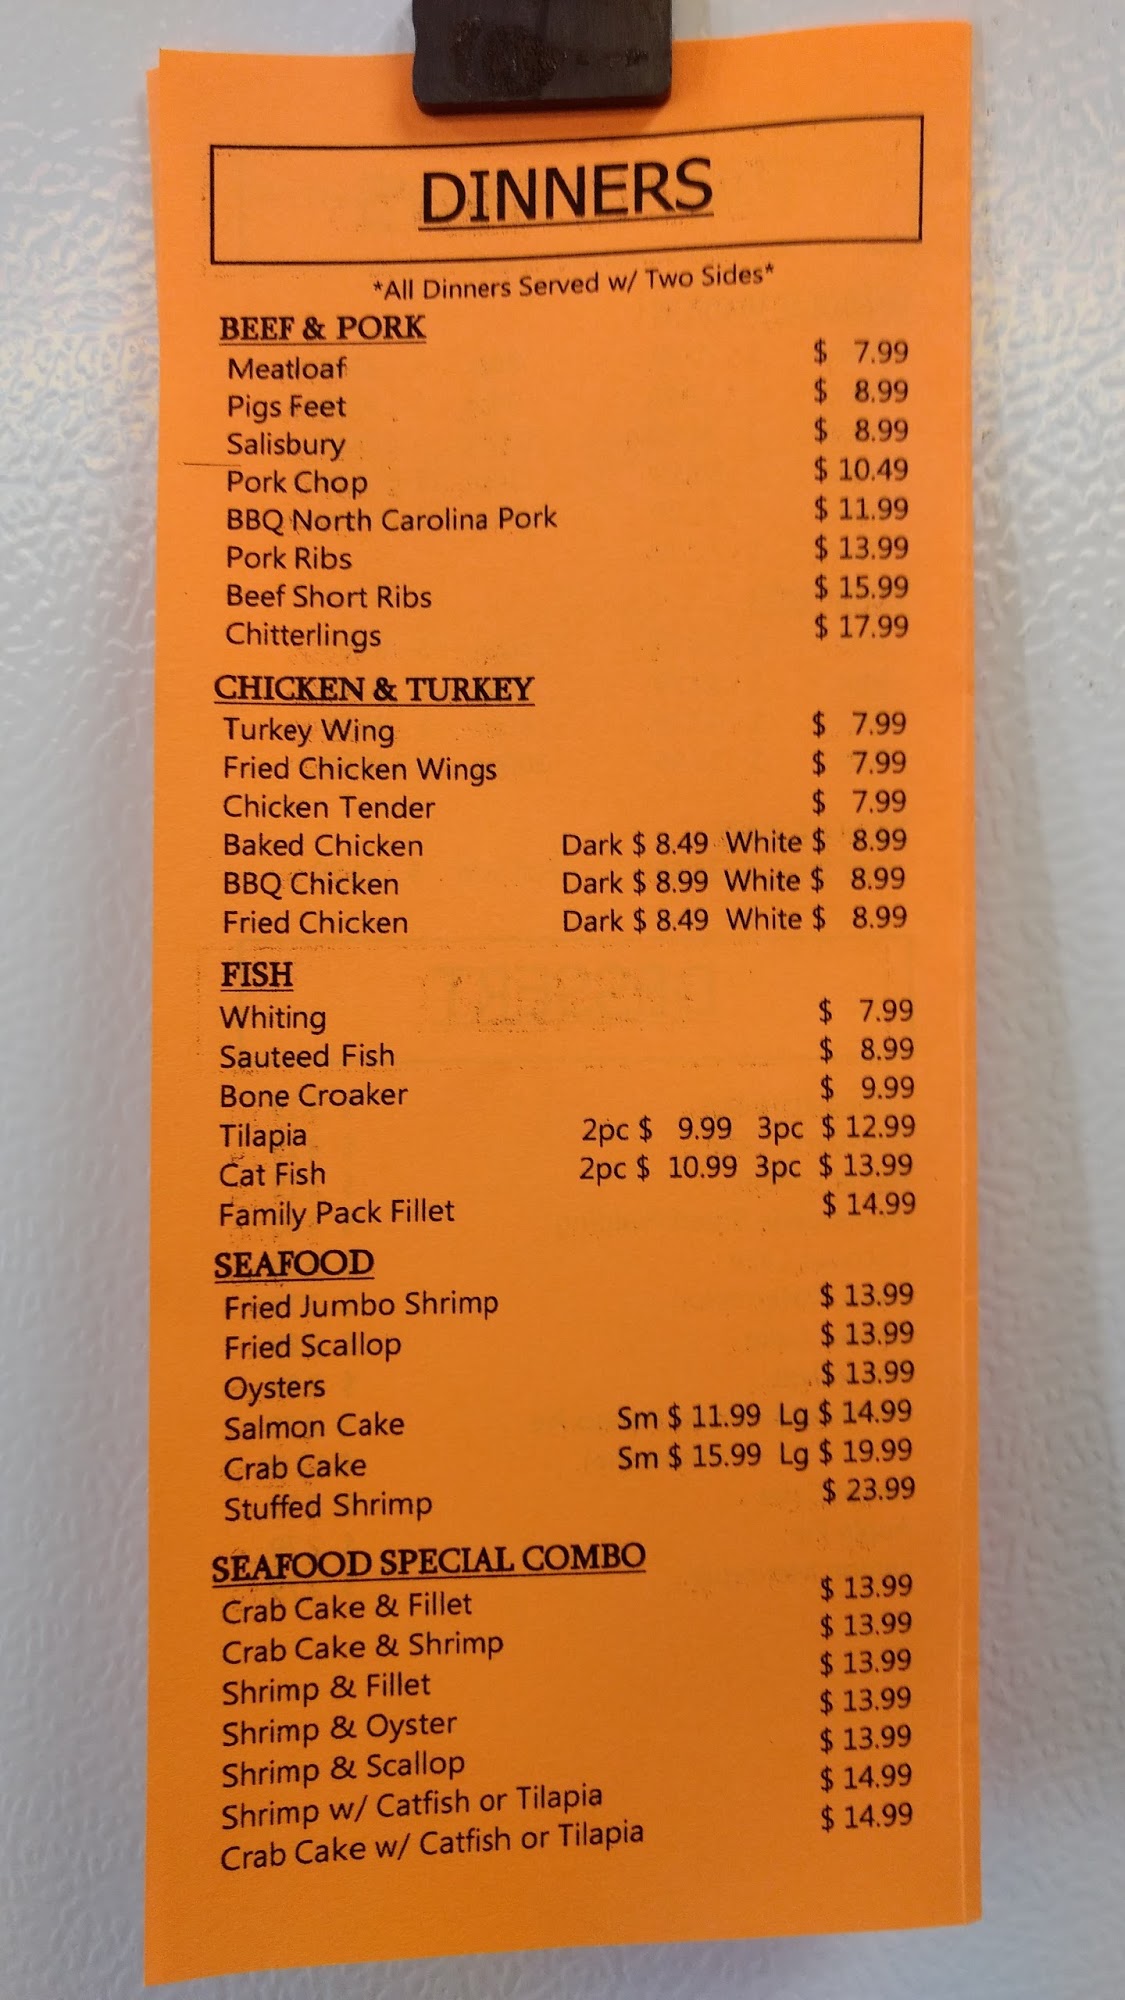 DINNERS
*All Dinners Served w/ Two Sides*
BEEF & PORK
Meatloaf $ 7.99
Pigs Feet $ 8.99
Salisbury $ 8.99
Pork Chop $ 10.49
BBQ North Carolina Pork $ 11.99
Pork Ribs $ 13.99
Beef Short Ribs $ 15.99
Chitterlings $ 17.99
CHICKEN & TURKEY
Turkey Wing $ 7.99
Fried Chicken Wings $ 7.99
Chicken Tender $ 7.99
Baked Chicken Dark $ 8.49 White $ 8.99
BBQ Chicken Dark $ 8.99 White $ 8.99
Fried Chicken Dark $ 8.49 White $ 8.99
FISH
Whiting $ 7.99
Sauteed Fish $ 8.99
Bone Croaker $ 9.99
Tilapia 2pc $ 9.99 3pc $ 12.99
Cat Fish 2pc $ 10.99 3pc $ 13.99
Family Pack Fillet $ 14.99
SEAFOOD
Fried Jumbo Shrimp $ 13.99
Fried Scallop $ 13.99
Oysters $ 13.99
Salmon Cake Sm $ 11.99 Lg $ 14.99
Crab Cake Sm $ 15.99 Lg $ 19.99
Stuffed Shrimp $ 23.99
SEAFOOD SPECIAL COMBO
Crab Cake & Fillet $ 13.99
Crab Cake & Shrimp $ 13.99
Shrimp & Fillet $ 13.99
Shrimp & Oyster $ 13.99
Shrimp & Scallop $ 13.99
Shrimp w/ Catfish or Tilapia $ 14.99
Crab Cake w/ Catfish or Tilapia $ 14.99